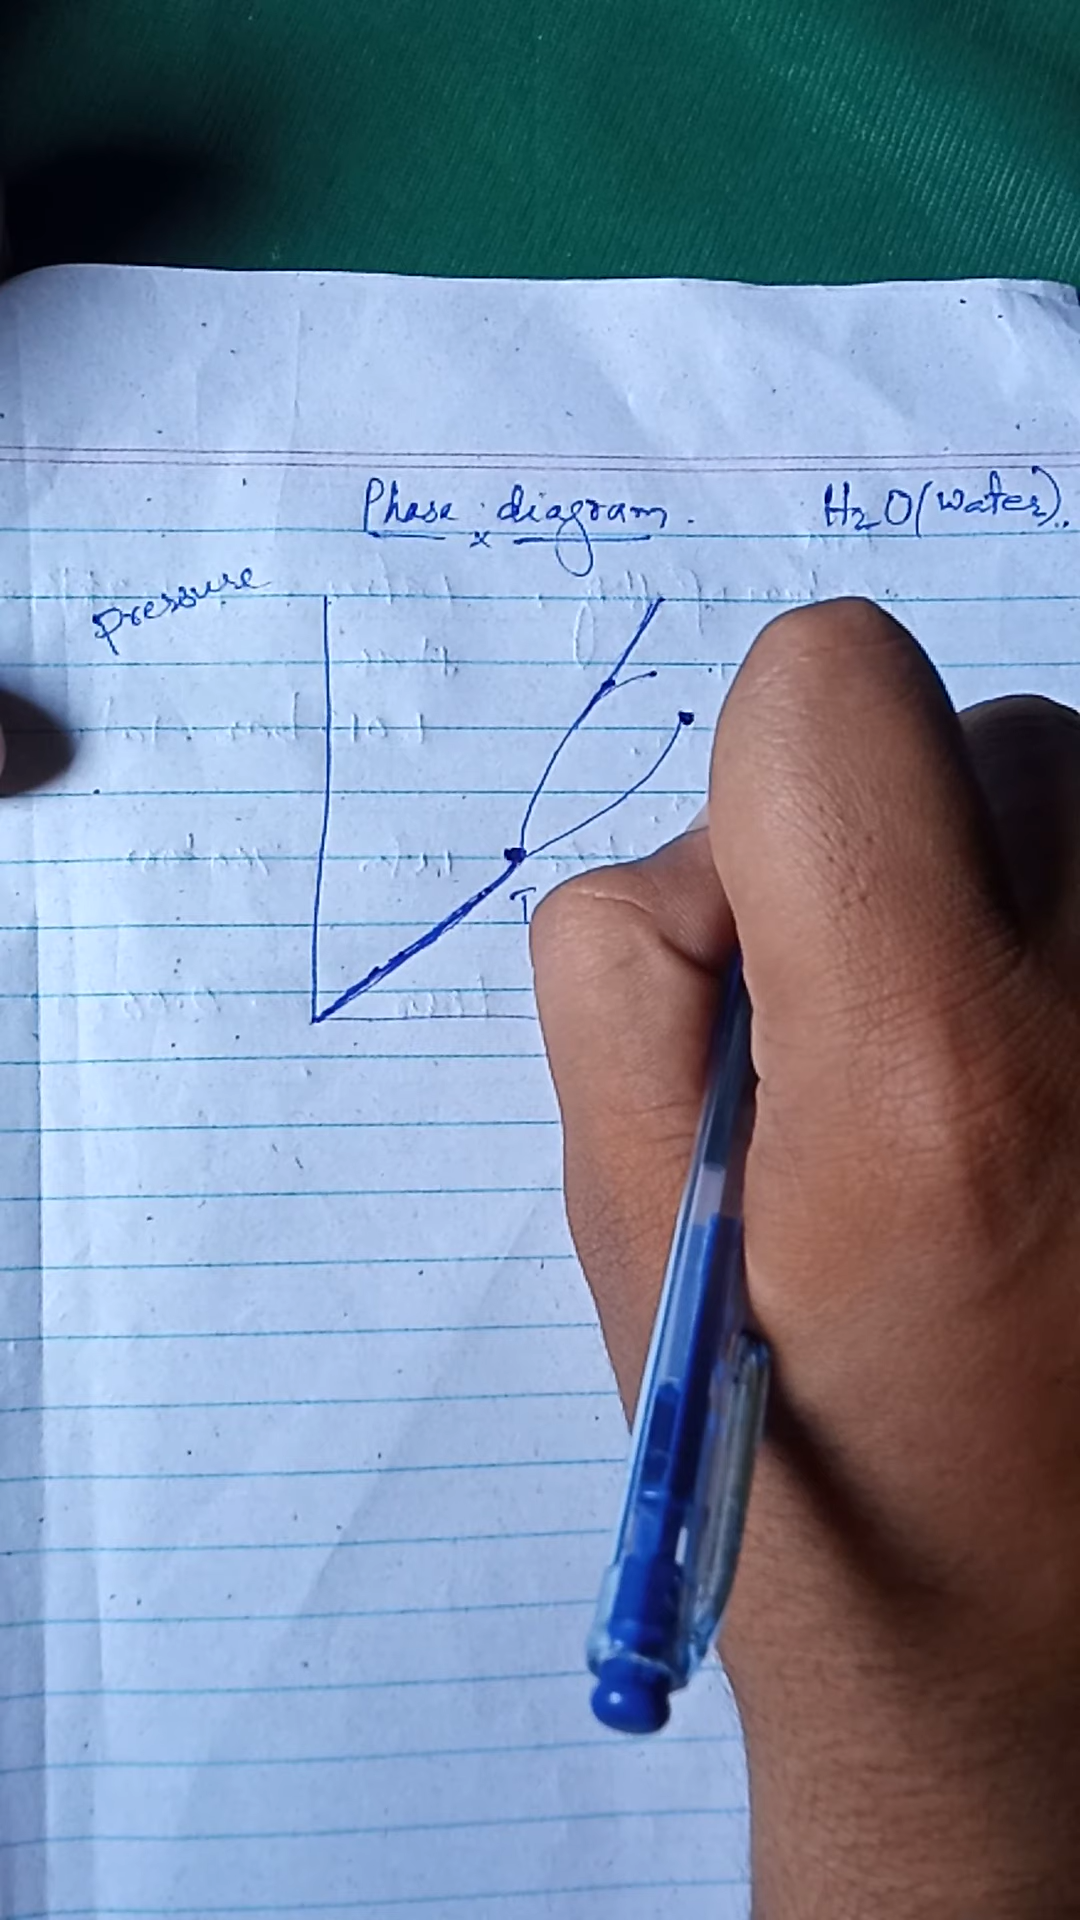 Phase diagram. H2O (water).
pressure
T